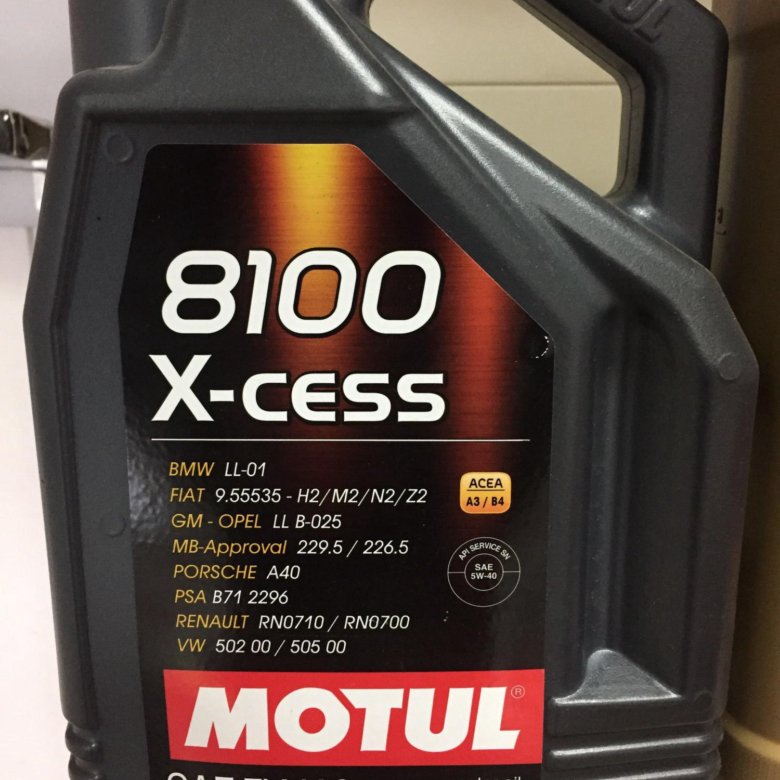 MOTUL
8100
X-CESS
BMW LL-01
FIAT 9.55535 - H2/M2/N2/Z2
GM - OPEL LL B-025
MB-Approval 229.5 / 226.5
PORSCHE A40
PSA B71 2296
RENAULT RN0710 / RN0700
VW 502 00 / 505 00
ACEA
A3 / B4
API SERVICE SN
SAE
5W-40
MOTUL®